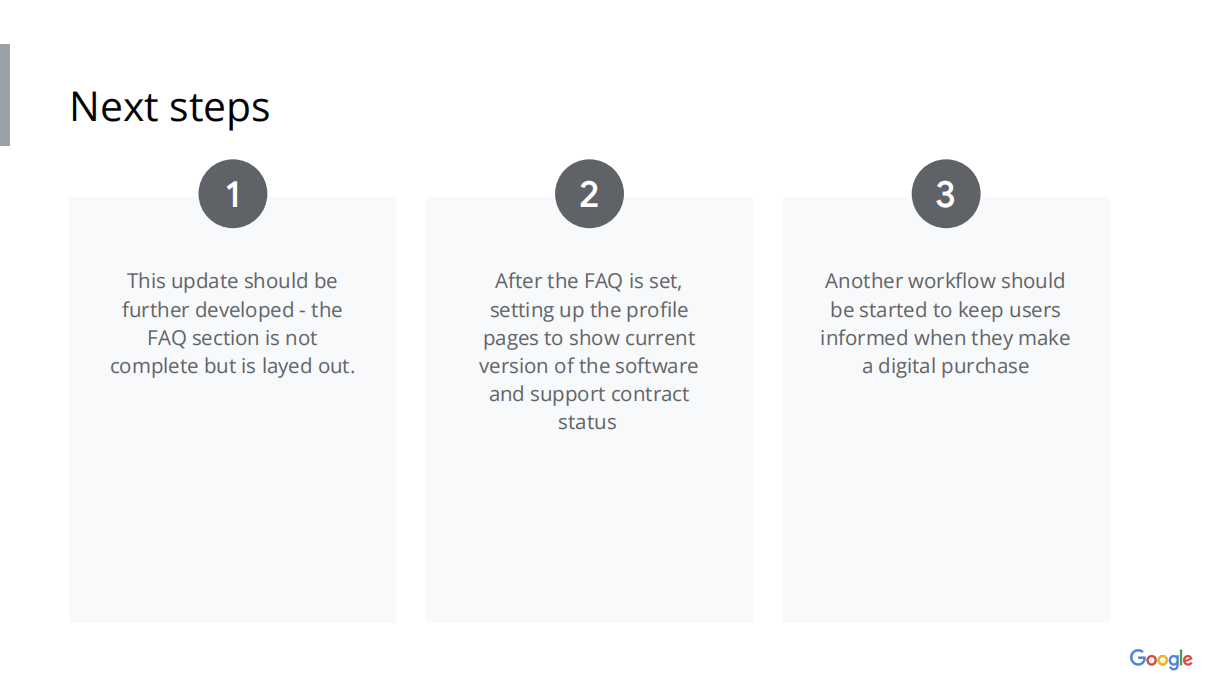 Next steps
1
This update should be
further developed - the
FAQ section is not
complete but is layed out.
2
After the FAQ is set,
setting up the profile
pages to show current
version of the software
and support contract
status
3
Another workflow should
be started to keep users
informed when they make
a digital purchase
Google